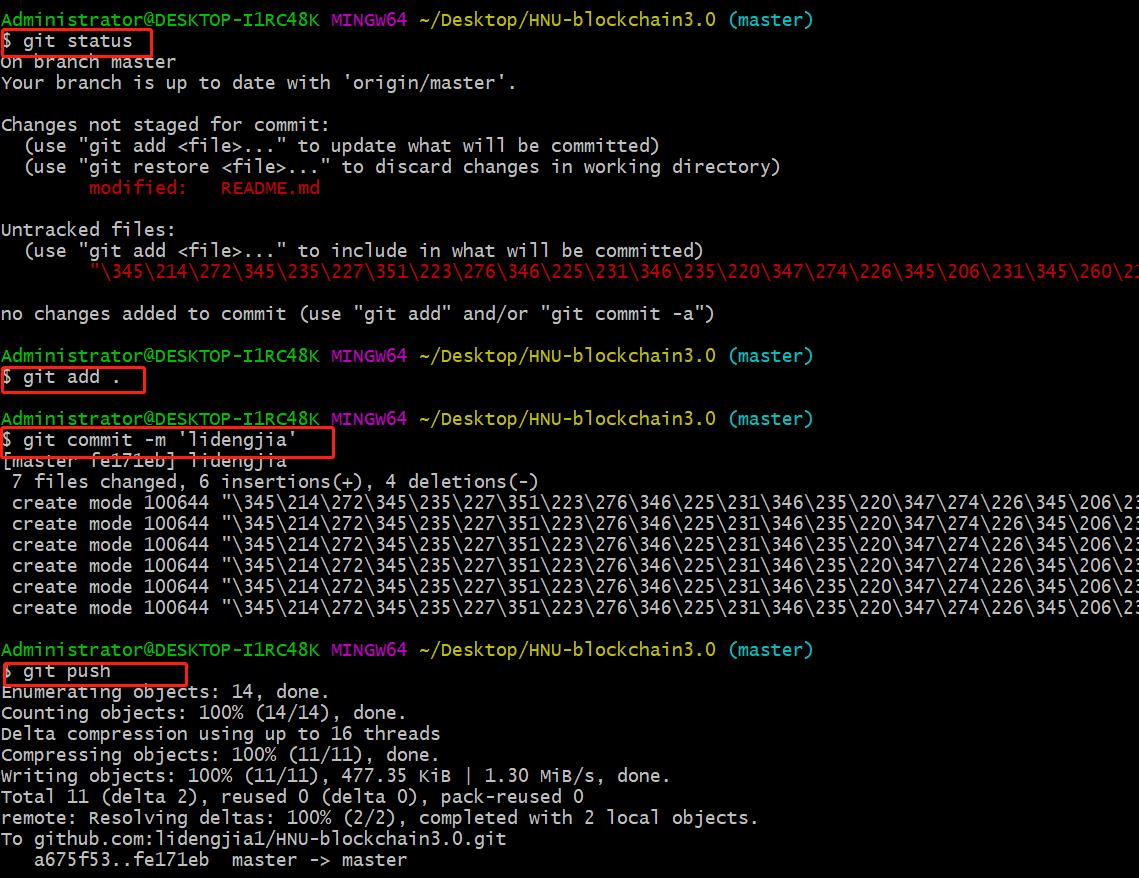 Administrator@DESKTOP-I1RC48K MINGW64 ~/Desktop/HNU-blockchain3.0 (master)
$ git status
On branch master
Your branch is up to date with 'origin/master'.
Changes not staged for commit:
(use "git add <file>..." to update what will be committed)
(use "git restore <file>..." to discard changes in working directory)
modified: README.md
Untracked files:
(use "git add <file>..." to include in what will be committed)
"\345\214\272\345\235\227\351\223\276\346\225\231\346\235\220\347\274\226\345\206\231\345\260\2
no changes added to commit (use "git add" and/or "git commit -a")
Administrator@DESKTOP-I1RC48K MINGW64 ~/Desktop/HNU-blockchain3.0 (master)
$ git add .
Administrator@DESKTOP-I1RC48K MINGW64 ~/Desktop/HNU-blockchain3.0 (master)
$ git commit -m 'lidengjia'
[master fe171eb] lidengjia
7 files changed, 6 insertions(+), 4 deletions(-)
create mode 100644 "\345\214\272\345\235\227\351\223\276\346\225\231\346\235\220\347\274\226\345\206\23
create mode 100644 "\345\214\272\345\235\227\351\223\276\346\225\231\346\235\220\347\274\226\345\206\23
create mode 100644 "\345\214\272\345\235\227\351\223\276\346\225\231\346\235\220\347\274\226\345\206\23
create mode 100644 "\345\214\272\345\235\227\351\223\276\346\225\231\346\235\220\347\274\226\345\206\23
create mode 100644 "\345\214\272\345\235\227\351\223\276\346\225\231\346\235\220\347\274\226\345\206\23
create mode 100644 "\345\214\272\345\235\227\351\223\276\346\225\231\346\235\220\347\274\226\345\206\23
Administrator@DESKTOP-I1RC48K MINGW64 ~/Desktop/HNU-blockchain3.0 (master)
$ git push
Enumerating objects: 14, done.
Counting objects: 100% (14/14), done.
Delta compression using up to 16 threads
Compressing objects: 100% (11/11), done.
Writing objects: 100% (11/11), 477.35 KiB | 1.30 MiB/s, done.
Total 11 (delta 2), reused 0 (delta 0), pack-reused 0
remote: Resolving deltas: 100% (2/2), completed with 2 local objects.
To github.com:lidengjia1/HNU-blockchain3.0.git
a675f53..fe171eb master -> master